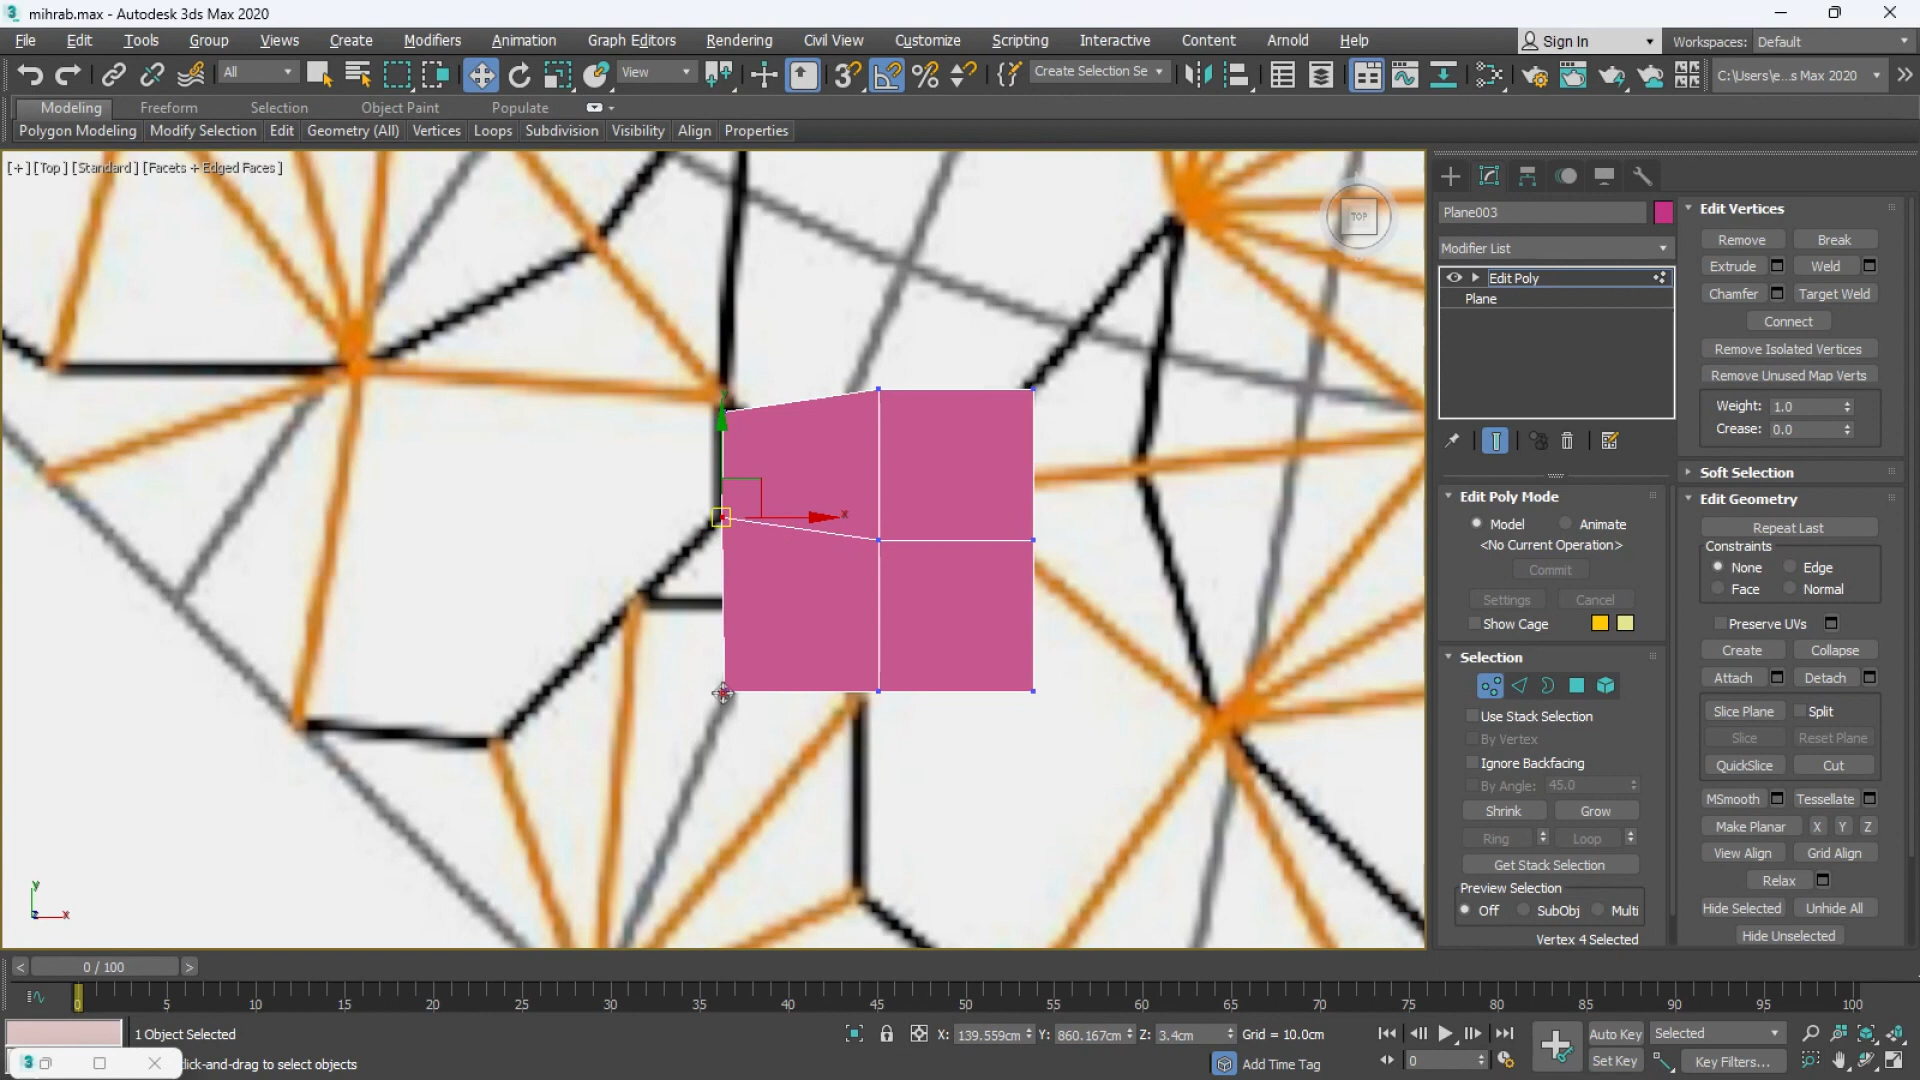 mihrab.max - Autodesk 3ds Max 2020
File Edit Tools Group Views Create Modifiers Animation Graph Editors Rendering Civil View Customize Scripting Interactive Content Arnold Help Sign In Workspaces: Default
All View Create Selection Se C:\Users\e...s Max 2020
Modeling Freeform Selection Object Paint Populate
Polygon Modeling Modify Selection Edit Geometry (All) Vertices Loops Subdivision Visibility Align Properties
[+] [Top] [Standard] [Facets + Edged Faces]
TOP
Plane003
Modifier List
Edit Poly
Plane
Edit Poly Mode
Model Animate
<No Current Operation>
Commit
Settings Cancel
Show Cage
Selection
Use Stack Selection
By Vertex
Ignore Backfacing
By Angle: 45.0
Shrink Grow
Ring Loop
Get Stack Selection
Preview Selection
Off SubObj Multi
Vertex 4 Selected
Edit Vertices
Remove Break
Extrude Weld
Chamfer Target Weld
Connect
Remove Isolated Vertices
Remove Unused Map Verts
Weight: 1.0
Crease: 0.0
Soft Selection
Edit Geometry
Repeat Last
Constraints
None Edge
Face Normal
Preserve UVs
Create Collapse
Attach Detach
Slice Plane Split
Slice Reset Plane
QuickSlice Cut
MSmooth Tessellate
Make Planar X Y Z
View Align Grid Align
Relax
Hide Selected Unhide All
Hide Unselected
x
y
x
z
< 0 / 100 >
0 5 10 15 20 25 30 35 40 45 50 55 60 65 70 75 80 85 90 95 100
1 Object Selected X: 139.559cm Y: 860.167cm Z: 3.4cm Grid = 10.0cm Auto Key Selected
lick-and-drag to select objects Add Time Tag 0 Set Key Key Filters...